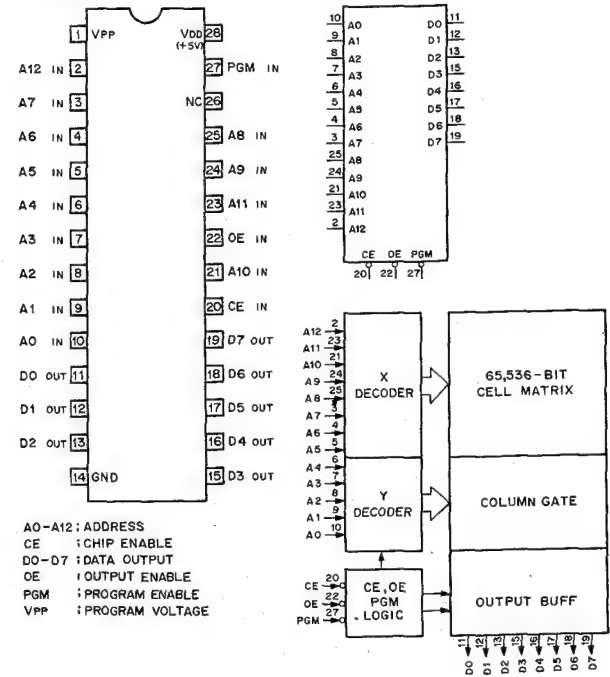 1 VPP VDD 28
(+5V)
A12 IN 2 27 PGM IN
A7 IN 3 NC 26
A6 IN 4 25 A8 IN
A5 IN 5 24 A9 IN
A4 IN 6 23 A11 IN
A3 IN 7 22 OE IN
A2 IN 8 21 A10 IN
A1 IN 9 20 CE IN
A0 IN 10 19 D7 OUT
D0 OUT 11 18 D6 OUT
D1 OUT 12 17 D5 OUT
D2 OUT 13 16 D4 OUT
14 GND 15 D3 OUT
A0-A12 : ADDRESS
CE : CHIP ENABLE
D0-D7 : DATA OUTPUT
OE : OUTPUT ENABLE
PGM : PROGRAM ENABLE
VPP : PROGRAM VOLTAGE
10 A0 D0 11
9 A1 D1 12
8 A2 D2 13
7 A3 D3 15
6 A4 D4 16
5 A5 D5 17
4 A6 D6 18
3 A7 D7 19
25 A8
24 A9
21 A10
23 A11
2 A12
CE OE PGM
20 22 27
A12 2
A11 23
A10 21
A9 24
A8 25
A7 3
A6 4
A5 5
A4 6
A3 7
A2 8
A1 9
A0 10
X
DECODER
65,536-BIT
CELL MATRIX
Y
DECODER
COLUMN GATE
CE 20
OE 22
PGM 27
CE, OE,
PGM
LOGIC
OUTPUT BUFF
11 12 13 15 16 17 18 19
D0 D1 D2 D3 D4 D5 D6 D7